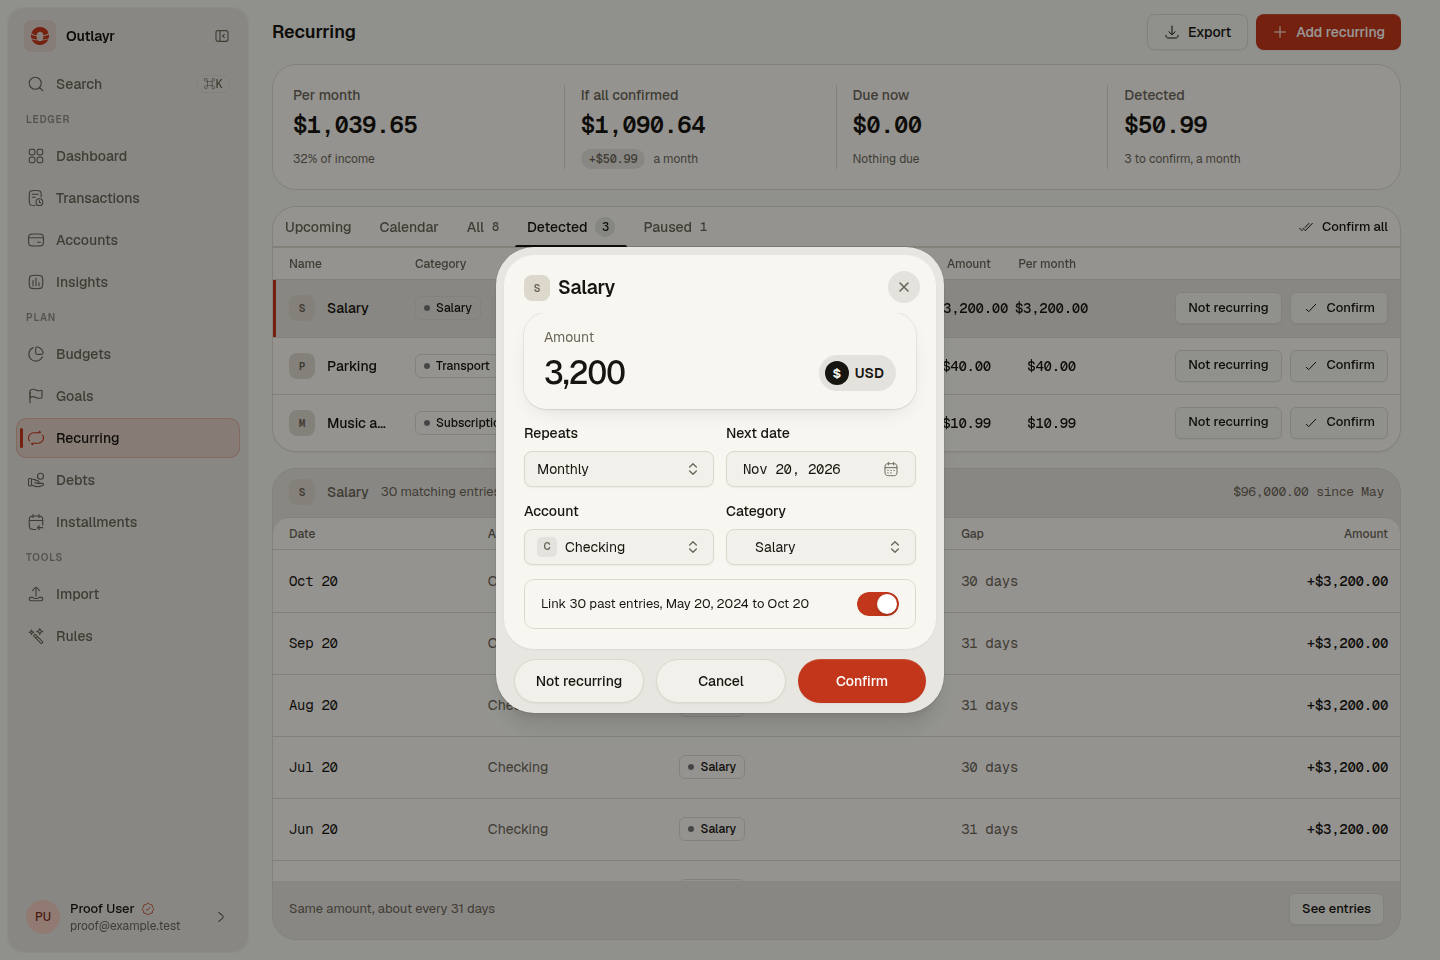 Outlayr
Search ⌘K
LEDGER
Dashboard
Transactions
Accounts
Insights
PLAN
Budgets
Goals
Recurring
Debts
Installments
TOOLS
Import
Rules
PU
Proof User
proof@example.test
Recurring
Export
Add recurring
Per month
$1,039.65
32% of income
If all confirmed
$1,090.64
+$50.99 a month
Due now
$0.00
Nothing due
Detected
$50.99
3 to confirm, a month
Upcoming Calendar All 8 Detected 3 Paused 1 Confirm all
Name Category Amount Per month
S Salary Salary 3,200.00 $3,200.00 Not recurring Confirm
P Parking Transport $40.00 $40.00 Not recurring Confirm
M Music a… $10.99 $10.99 Not recurring Confirm
S Salary 30 matching entries $96,000.00 since May
Date Gap Amount
Oct 20 30 days +$3,200.00
Sep 20 31 days +$3,200.00
Aug 20 31 days +$3,200.00
Jul 20 Checking Salary 30 days +$3,200.00
Jun 20 Checking Salary 31 days +$3,200.00
Same amount, about every 31 days See entries
S Salary
Amount
3,200 $ USD
Repeats Next date
Monthly Nov 20, 2026
Account Category
C Checking Salary
Link 30 past entries, May 20, 2024 to Oct 20
Not recurring Cancel Confirm